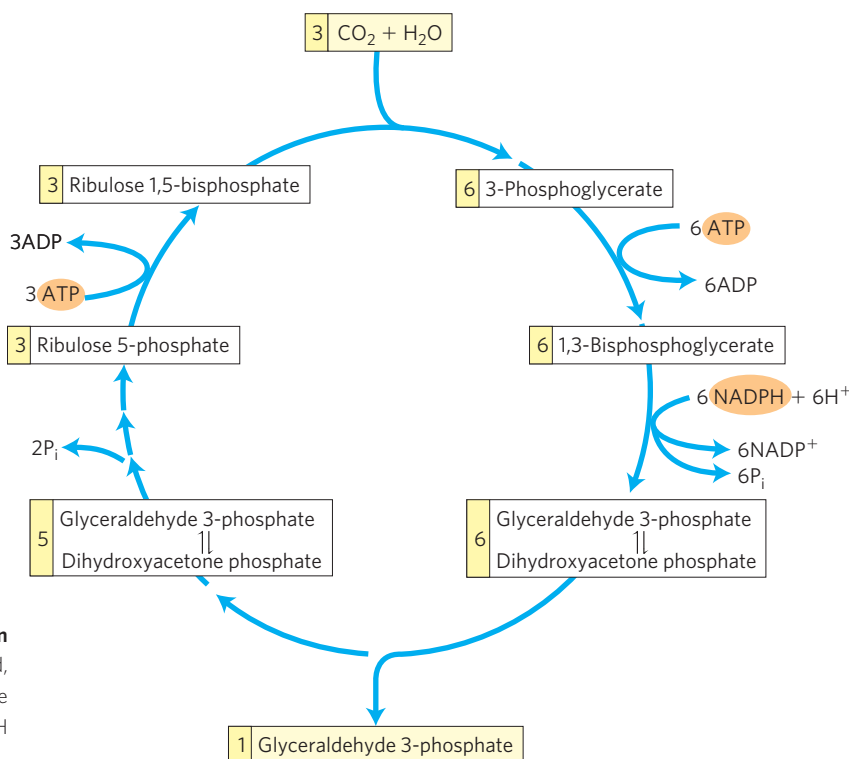 3 CO₂ + H₂O
3 Ribulose 1,5-bisphosphate
6 3-Phosphoglycerate
3ADP
3 ATP
6 ATP
6ADP
3 Ribulose 5-phosphate
6 1,3-Bisphosphoglycerate
6 NADPH + 6H⁺
6NADP⁺
6Pᵢ
2Pᵢ
5 Glyceraldehyde 3-phosphate
Dihydroxyacetone phosphate
6 Glyceraldehyde 3-phosphate
Dihydroxyacetone phosphate
1 Glyceraldehyde 3-phosphate